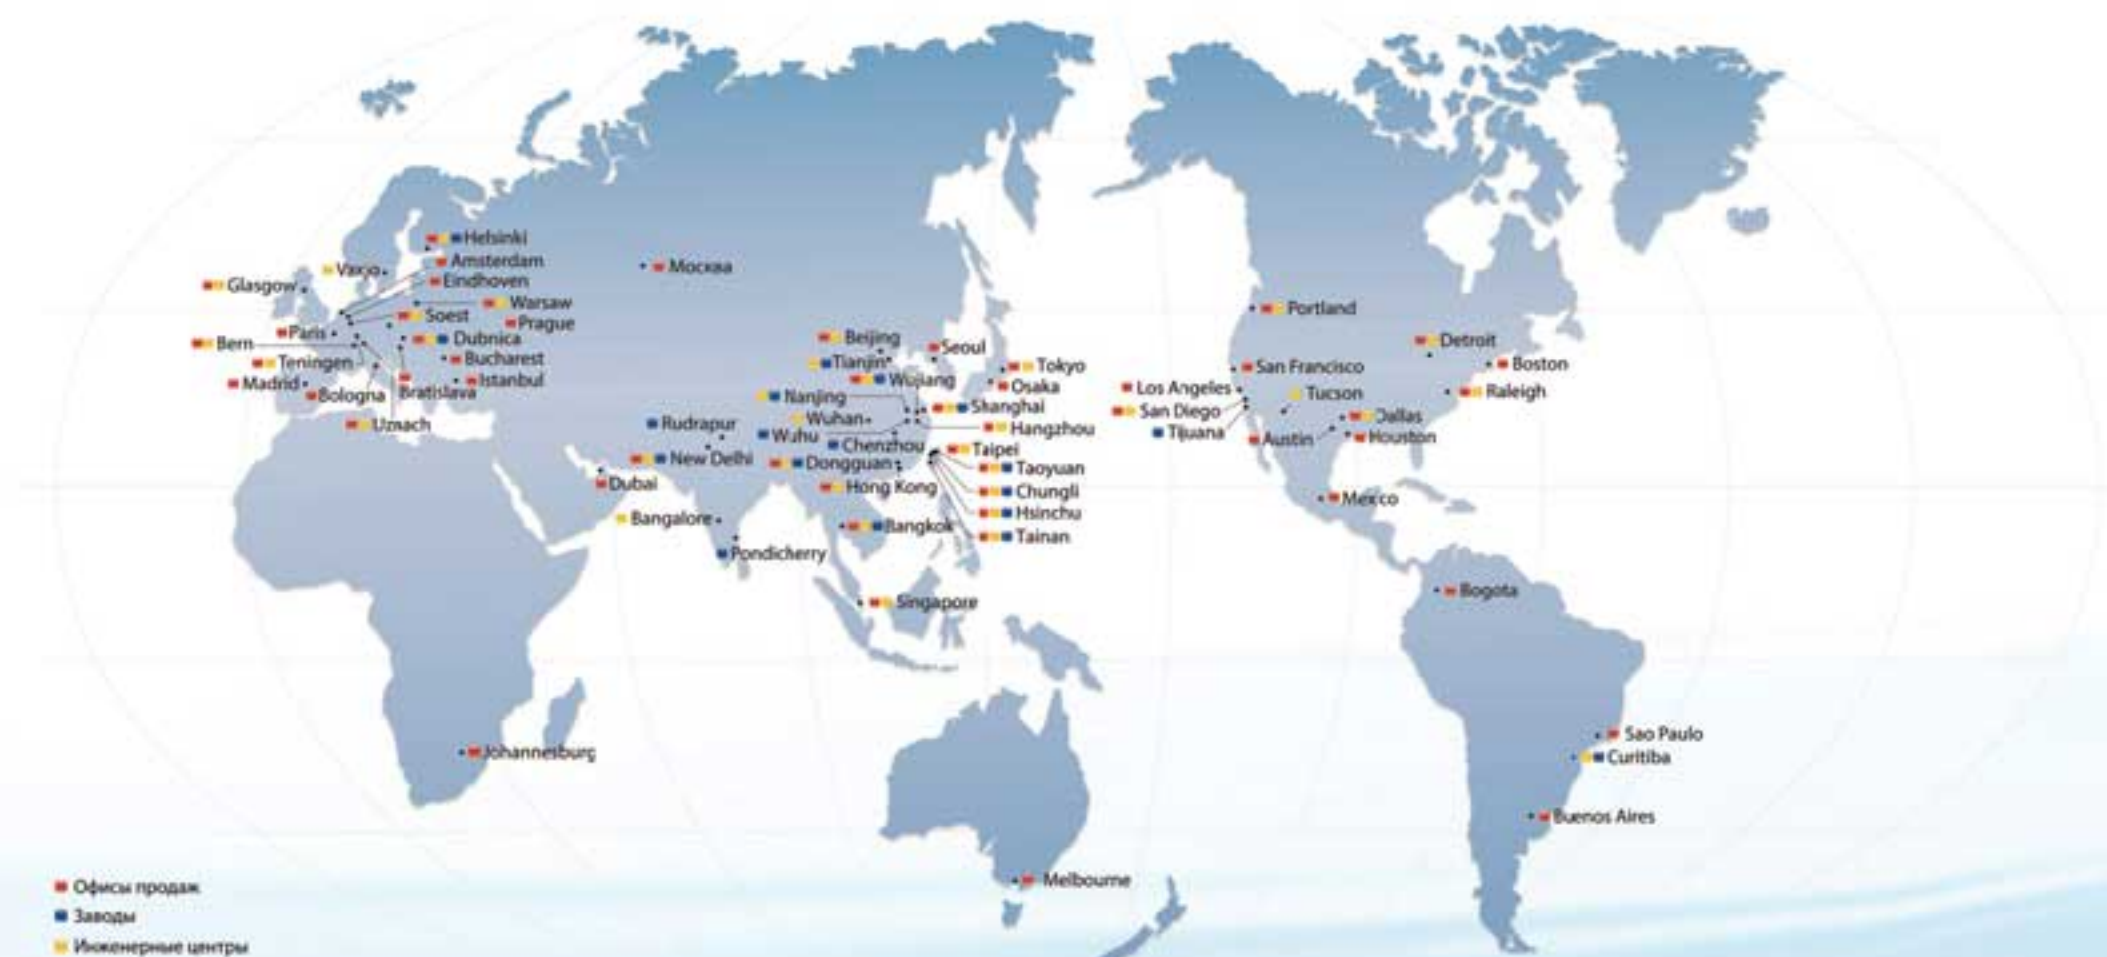 Helsinki
Amsterdam
Eindhoven
Vaxjo
Glasgow
Warsaw
Soest
Prague
Paris
Dubnica
Bern
Bucharest
Teningen
Istanbul
Madrid
Bratislava
Bologna
Uznach
Москва
Beijing
Seoul
Tianjin
Tokyo
Wujiang
Osaka
Nanjing
Shanghai
Wuhan
Rudrapur
Hangzhou
Wuhu
Chenzhou
Taipei
New Delhi
Dongguan
Taoyuan
Dubai
Hong Kong
Chungli
Bangalore
Hsinchu
Bangkok
Tainan
Pondicherry
Singapore
Johannesburg
Melbourne
Portland
Detroit
Boston
San Francisco
Los Angeles
Tucson
Raleigh
San Diego
Dallas
Tijuana
Austin
Houston
Mexico
Bogota
Sao Paulo
Curitiba
Buenos Aires
Офисы продаж
Заводы
Инженерные центры